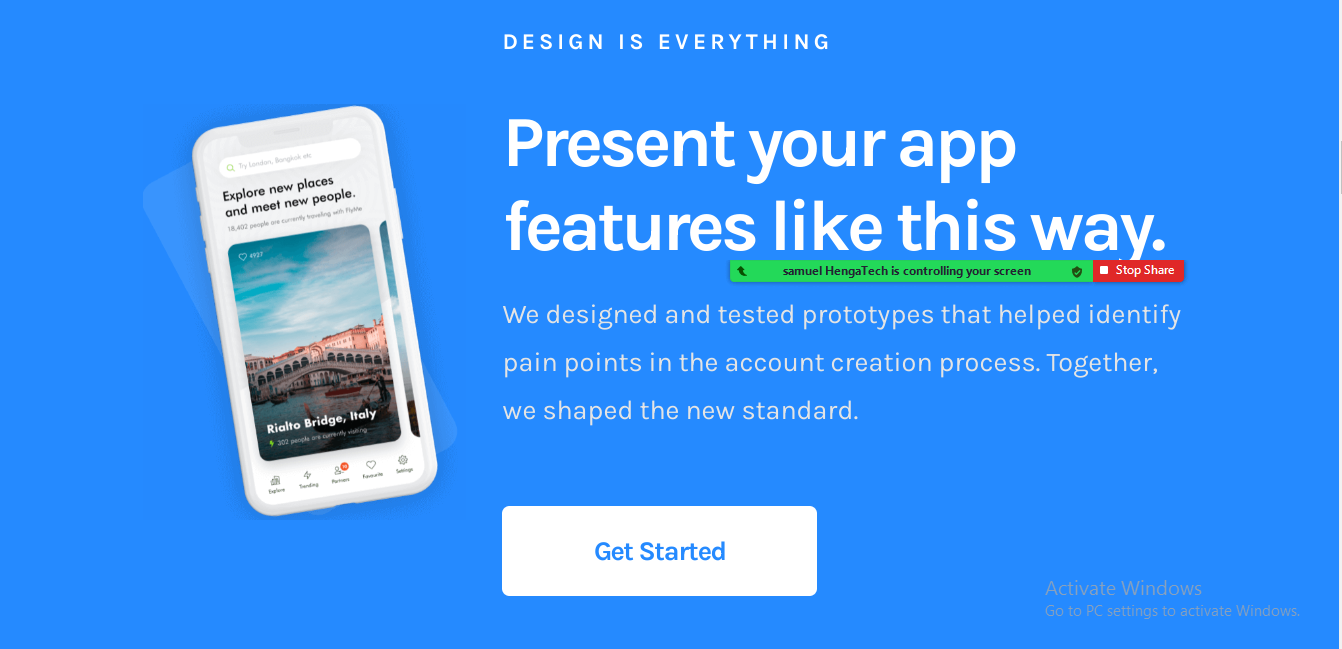 DESIGN IS EVERYTHING
Present your app
features like this way.
samuel HengaTech is controlling your screen
Stop Share
We designed and tested prototypes that helped identify
pain points in the account creation process. Together,
we shaped the new standard.
Get Started
Try London, Bangkok etc
Explore new places
and meet new people.
18,402 people are currently traveling with FlyMe
4927
Rialto Bridge, Italy
302 people are currently visiting
Explore
Trending
Partners
Favourite
Settings
Activate Windows
Go to PC settings to activate Windows.